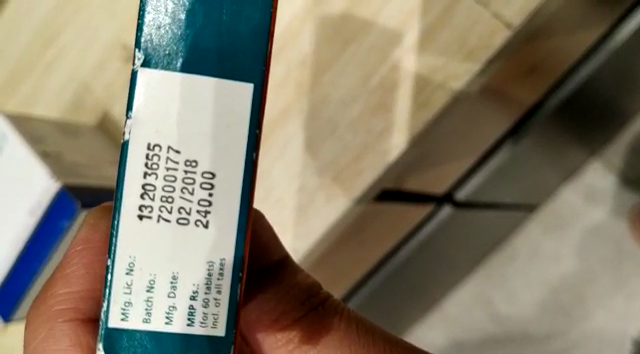 Mfg. Lic. No.: 13203655
Batch No.: 72800177
Mfg. Date: 02/2018
MRP Rs.: 240.00
(for 60 tablets)
Incl. of all taxes